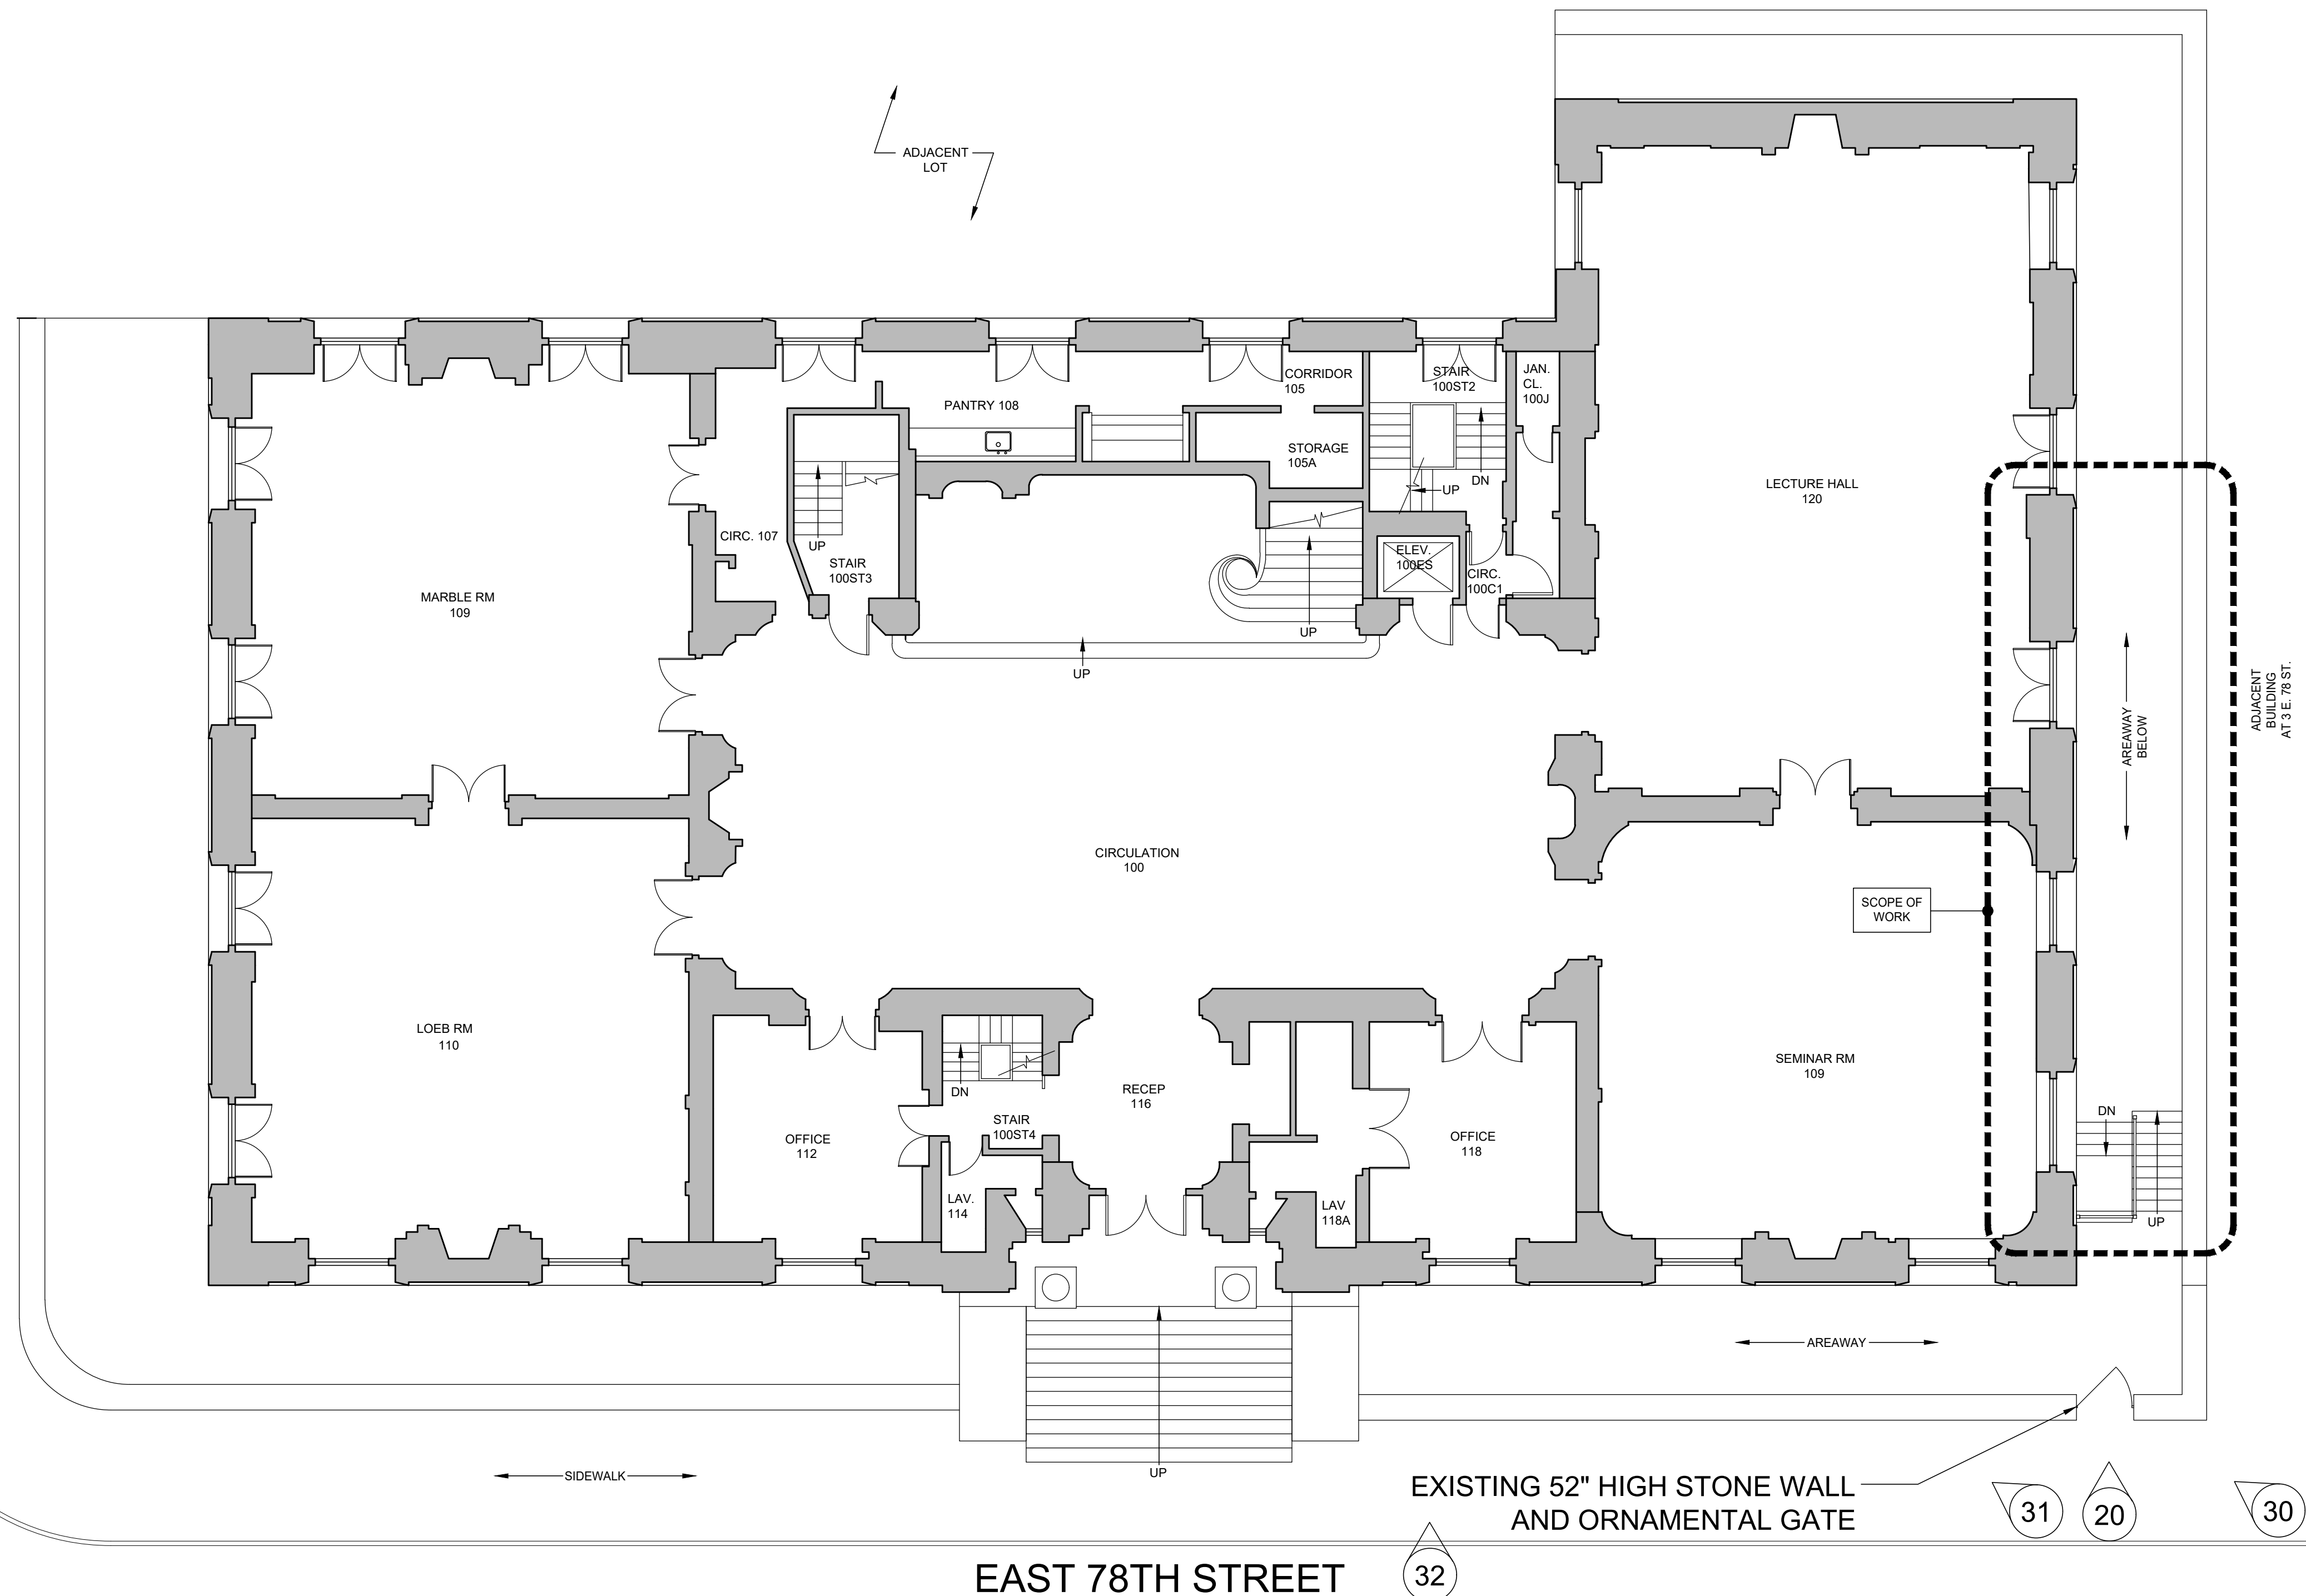 ADJACENT
LOT
CORRIDOR
105
STAIR
100ST2
JAN.
CL.
100J
PANTRY 108
STORAGE
105A
DN
UP
LECTURE HALL
120
CIRC. 107
UP
STAIR
100ST3
ELEV.
100ES
CIRC.
100C1
MARBLE RM
109
UP
UP
ADJACENT
BUILDING
AT 3 E. 78 ST.
AREAWAY
BELOW
CIRCULATION
100
SCOPE OF
WORK
LOEB RM
110
SEMINAR RM
109
DN
RECEP
116
STAIR
100ST4
OFFICE
112
OFFICE
118
DN
UP
LAV.
114
LAV
118A
AREAWAY
SIDEWALK
UP
EXISTING 52" HIGH STONE WALL
AND ORNAMENTAL GATE
31
20
30
EAST 78TH STREET
32